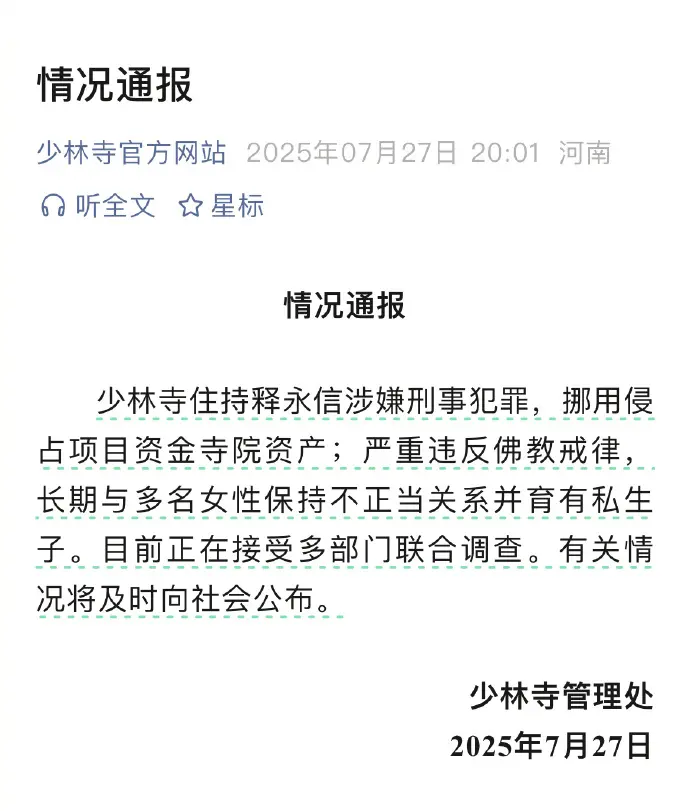 情况通报
少林寺官方网站 2025年07月27日 20:01 河南
听全文 星标
情况通报
少林寺住持释永信涉嫌刑事犯罪，挪用侵
占项目资金寺院资产；严重违反佛教戒律，
长期与多名女性保持不正当关系并育有私生
子。目前正在接受多部门联合调查。有关情
况将及时向社会公布。
少林寺管理处
2025年7月27日